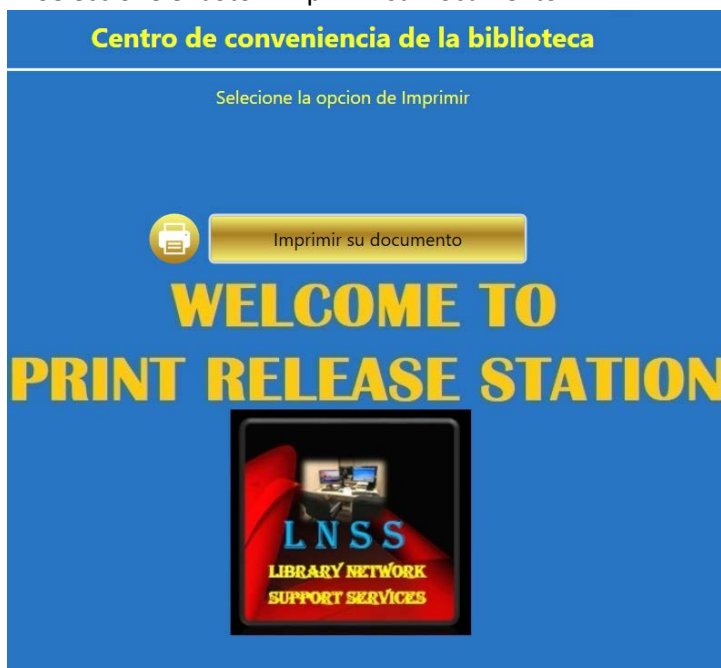 Centro de conveniencia de la biblioteca
Selecione la opcion de Imprimir
Imprimir su documento
WELCOME TO
PRINT RELEASE STATION
LNSS
LIBRARY NETWORK
SUPPORT SERVICES